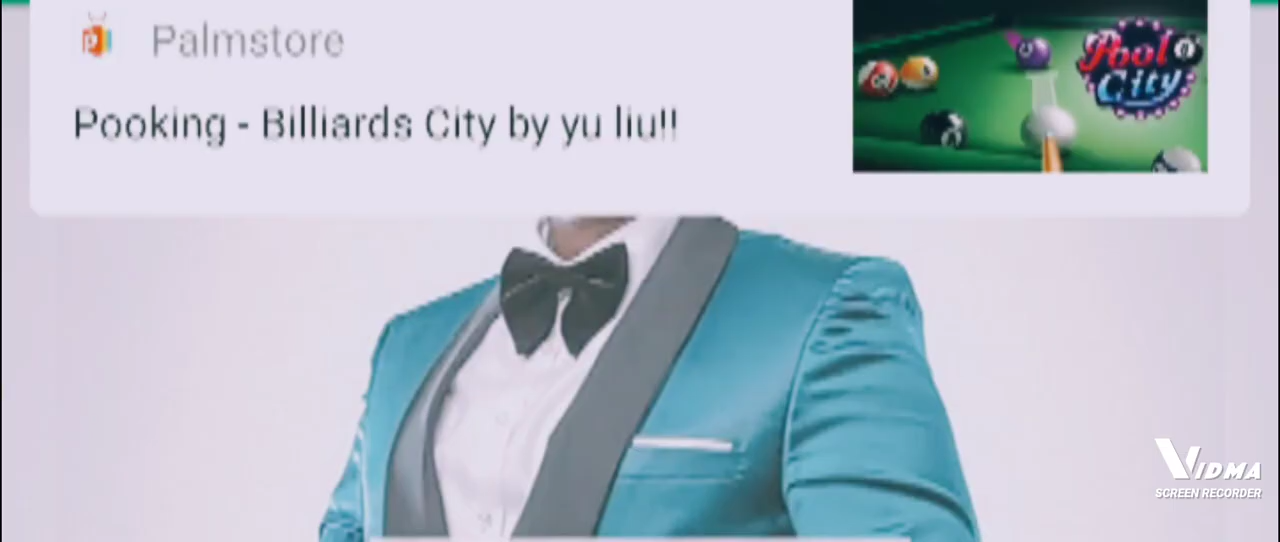 Palmstore
Pooking - Billiards City by yu liu!!
Pool
City
VIDMA
SCREEN RECORDER